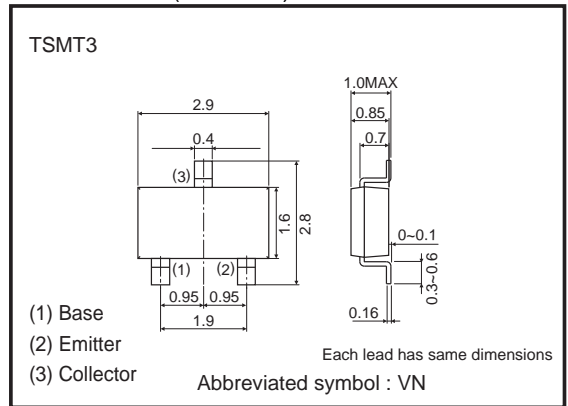 TSMT3
1.0MAX
2.9
0.85
0.4
0.7
(3)
1.6
2.8
0~0.1
(1)
(2)
0.3~0.6
0.95
0.95
0.16
1.9
(1) Base
(2) Emitter
(3) Collector
Each lead has same dimensions
Abbreviated symbol : VN